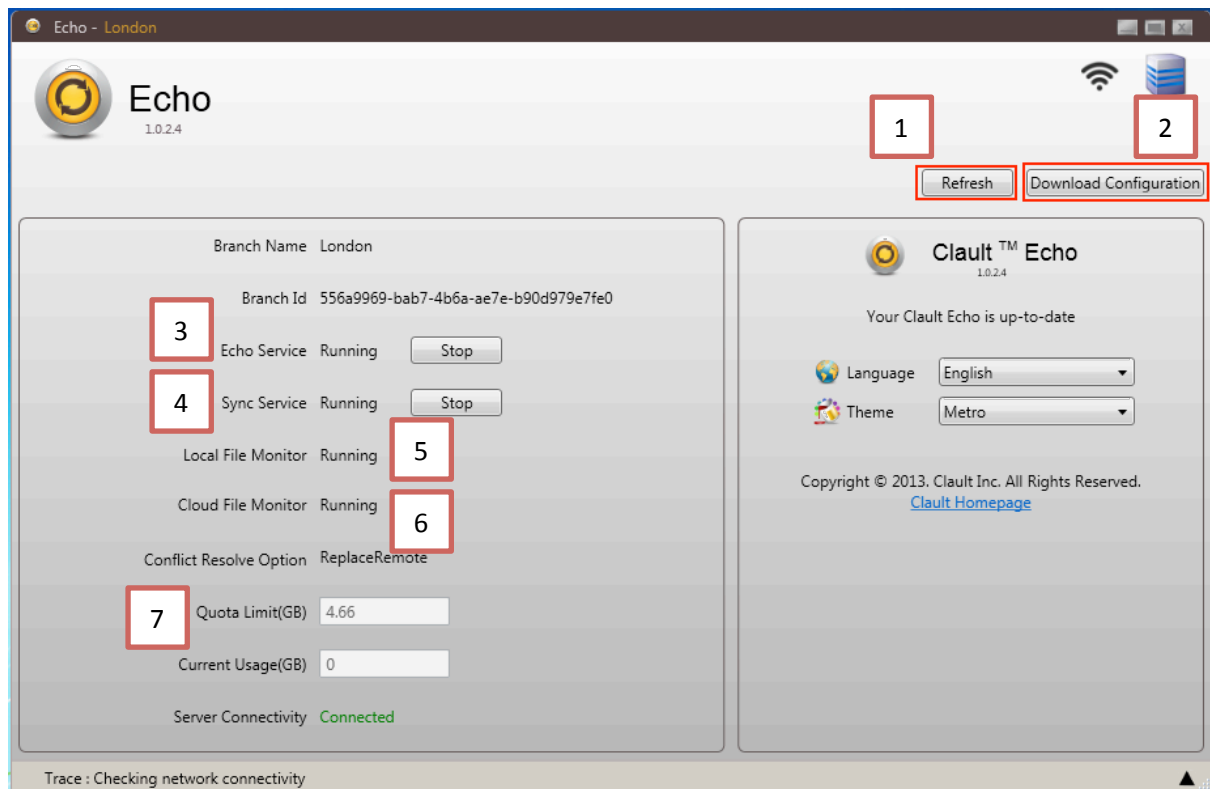 Echo - London
Echo
1.0.2.4
1
2
Refresh
Download Configuration
Branch Name London
Branch Id 556a9969-bab7-4b6a-ae7e-b90d979e7fe0
3
Echo Service Running Stop
4
Sync Service Running Stop
5
Local File Monitor Running
Cloud File Monitor Running
6
Conflict Resolve Option ReplaceRemote
7
Quota Limit(GB) 4.66
Current Usage(GB) 0
Server Connectivity Connected
Clault ™ Echo
1.0.2.4
Your Clault Echo is up-to-date
Language English
Theme Metro
Copyright © 2013. Clault Inc. All Rights Reserved.
Clault Homepage
Trace : Checking network connectivity